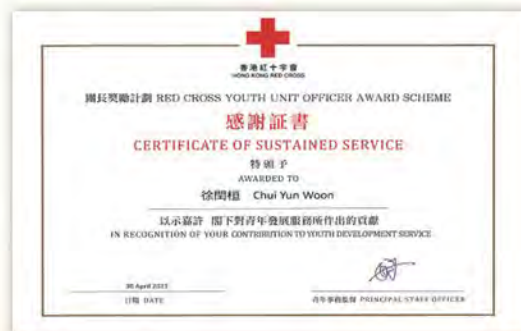 香港紅十字會
HONG KONG RED CROSS
團長獎勵計劃 RED CROSS YOUTH UNIT OFFICER AWARD SCHEME
感謝証書
CERTIFICATE OF SUSTAINED SERVICE
特頒予
AWARDED TO
徐閏桓 Chui Yun Woon
以示嘉許 閣下對青年發展服務所作出的貢獻
IN RECOGNITION OF YOUR CONTRIBUTION TO YOUTH DEVELOPMENT SERVICE
30 April
日期 DATE
青年事務監督 PRINCIPAL STAFF OFFICER